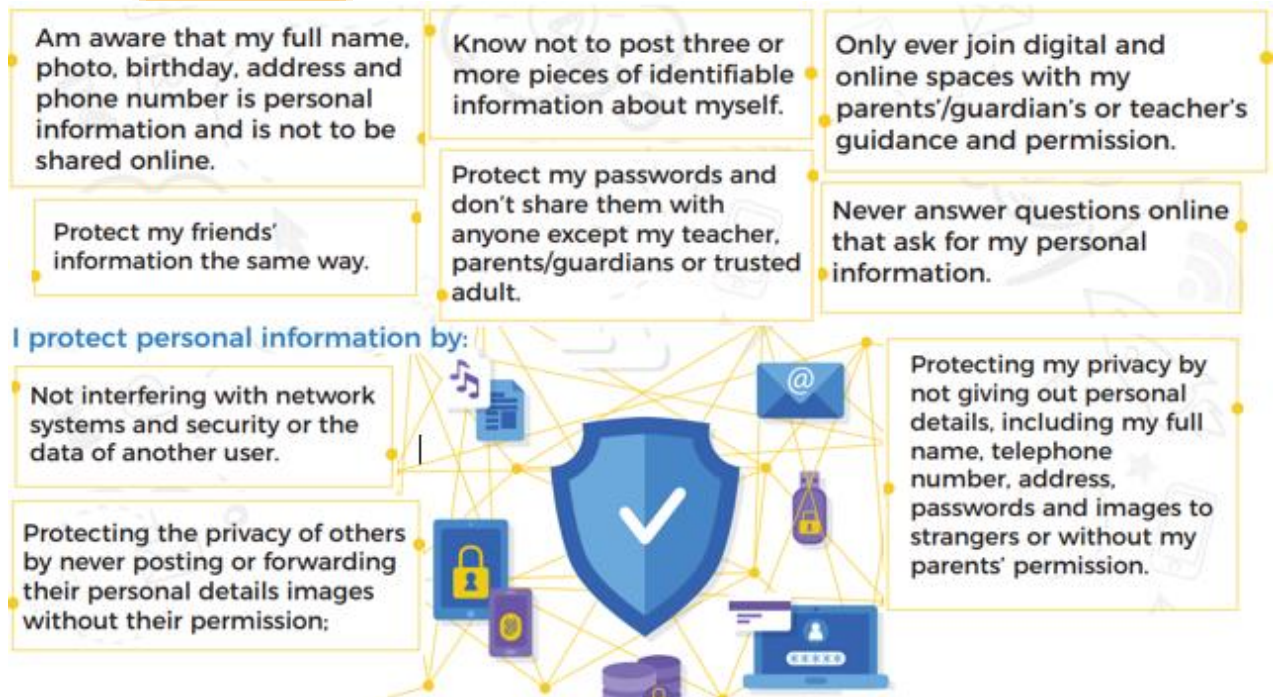 Am aware that my full name,
photo, birthday, address and
phone number is personal
information and is not to be
shared online.
Know not to post three or
more pieces of identifiable
information about myself.
Only ever join digital and
online spaces with my
parents'/guardian's or teacher's
guidance and permission.
Protect my friends'
information the same way.
Protect my passwords and
don't share them with
anyone except my teacher,
parents/guardians or trusted
adult.
Never answer questions online
that ask for my personal
information.
I protect personal information by:
Not interfering with network
systems and security or the
data of another user.
Protecting the privacy of others
by never posting or forwarding
their personal details images
without their permission;
@
Protecting my privacy by
not giving out personal
details, including my full
name, telephone
number, address,
passwords and images to
strangers or without my
parents' permission.